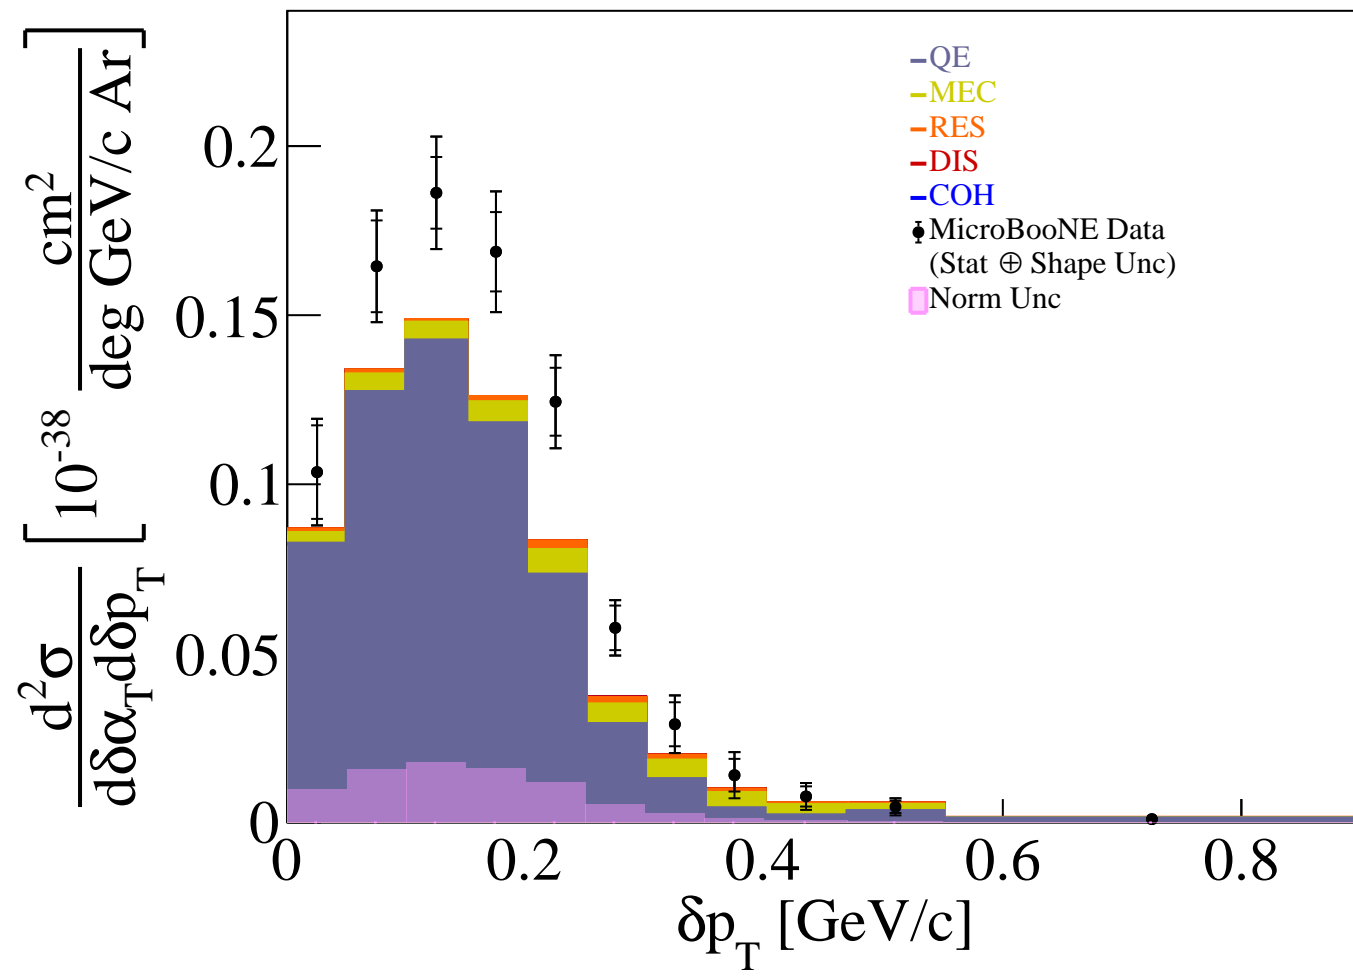 d²σ / dδα_T dδp_T [10⁻³⁸ cm² / deg GeV/c Ar]
0.2
0.15
0.1
0.05
0
QE
MEC
RES
DIS
COH
MicroBooNE Data
(Stat ⊕ Shape Unc)
Norm Unc
0 0.2 0.4 0.6 0.8
δp_T [GeV/c]